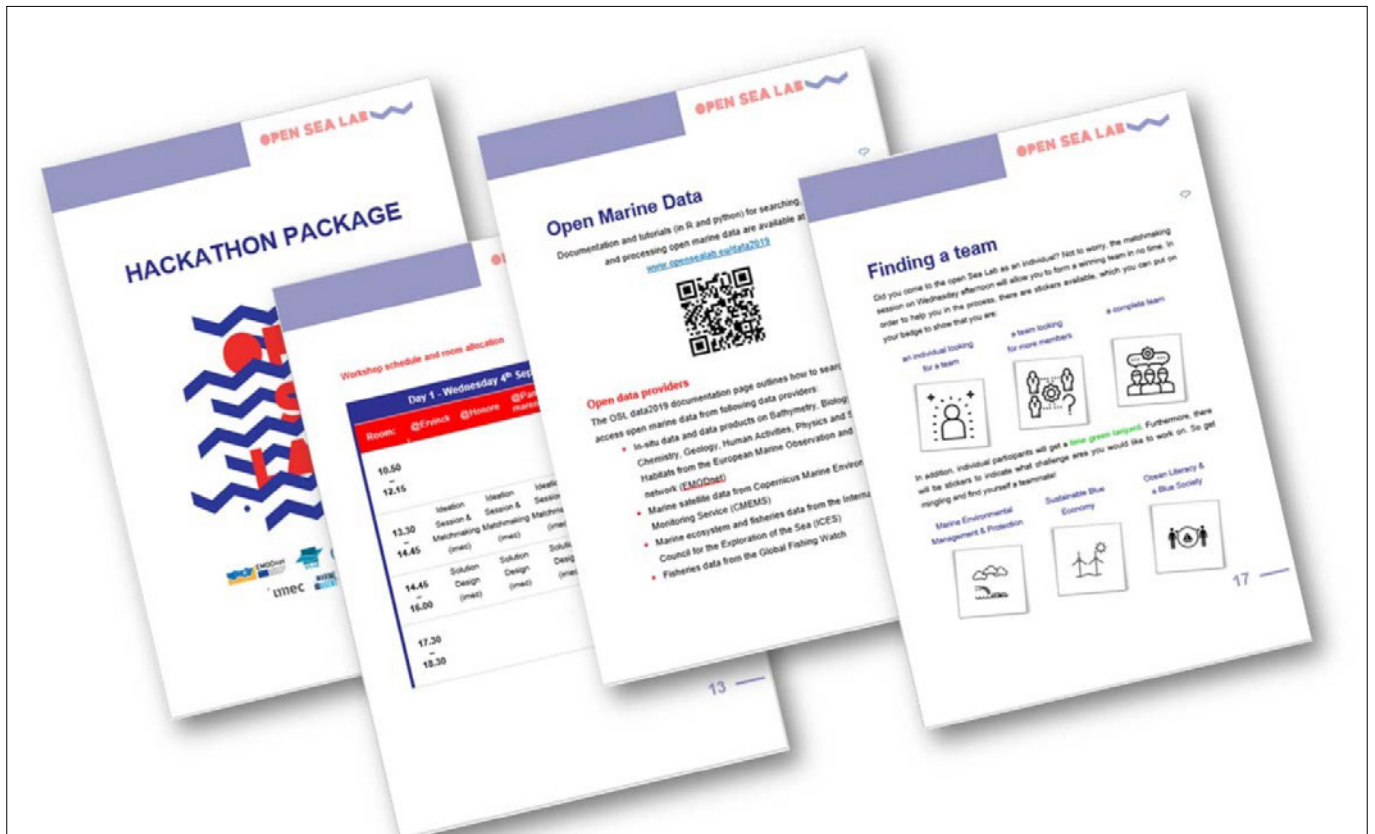 OPEN SEA LAB
HACKATHON PACKAGE
EMODnet
imec
Workshop schedule and room allocation
Day 1 - Wednesday 4th Sep
Room: @Ervinck @Honore
10.50
–
12.15
13.30
–
14.45
Ideation Session & Matchmaking (imec)
Ideation Session & Matchmaking (imec)
14.45
–
16.00
Solution Design (imec)
Solution Design (imec)
17.30
–
18.30
13
OPEN SEA LAB
Open Marine Data
Documentation and tutorials (in R and python) for searching,
and processing open marine data are available at
www.opensealab.eu/data2019
Open data providers
The OSL data2019 documentation page outlines how to
access open marine data from following data providers:
In-situ data and data products on Bathymetry,
Chemistry, Geology, Human Activities, Physics and
Habitats from the European Marine Observation and
network (EMODnet)
Marine satellite data from Copernicus Marine
Monitoring Service (CMEMS)
Marine ecosystem and fisheries data from the
Council for the Exploration of the Sea (ICES)
Fisheries data from the Global Fishing Watch
OPEN SEA LAB
Finding a team
Did you come to the open Sea Lab as an individual? Not to worry, the matchmaking
session on Wednesday afternoon will allow you to form a winning team in no time. In
order to help you in the process, there are stickers available, which you can put on
your badge to show that you are:
an individual looking
for a team
a team looking
for more members
a complete team
In addition, individual participants will get a lime green lanyard. Furthermore, there
will be stickers to indicate what challenge area you would like to work on. So get
mingling and find yourself a teammate!
Marine Environmental
Management & Protection
Sustainable Blue
Economy
Ocean Literacy &
a Blue Society
17